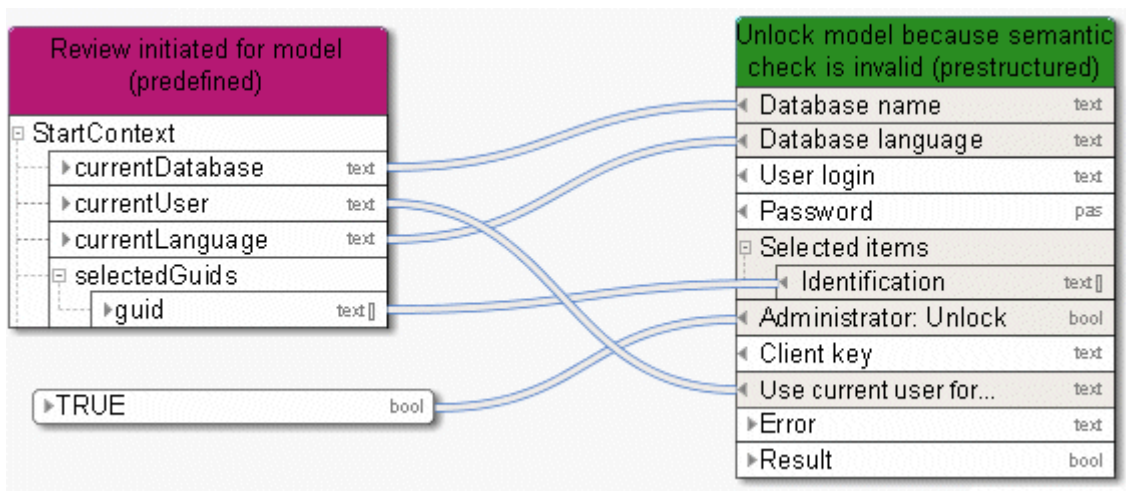 Review initiated for model
(predefined)
StartContext
currentDatabase text
currentUser text
currentLanguage text
selectedGuids
guid text[]
TRUE bool
Unlock model because semantic
check is invalid (prestructured)
Database name text
Database language text
User login text
Password pas
Selected items
Identification text[]
Administrator: Unlock bool
Client key text
Use current user for... text
Error text
Result bool